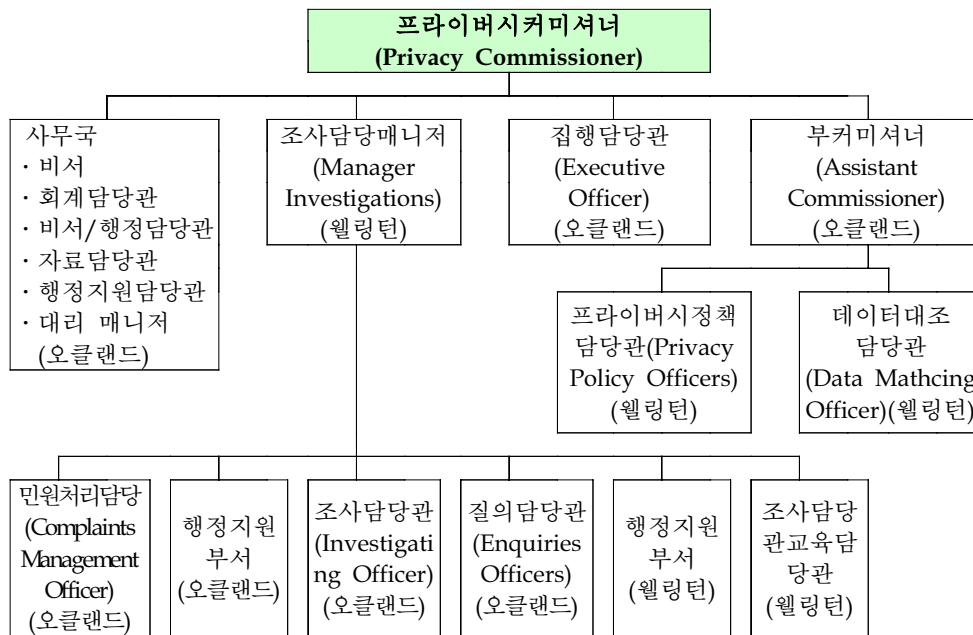 프라이버시커미셔너
(Privacy Commissioner)
사무국
· 비서
· 회계담당관
· 비서/행정담당관
· 자료담당관
· 행정지원담당관
· 대리 매니저
(오클랜드)
조사담당매니저
(Manager
Investigations)
(웰링턴)
집행담당관
(Executive
Officer)
(오클랜드)
부커미셔너
(Assistant
Commissioner)
(오클랜드)
프라이버시정책
담당관(Privacy
Policy Officers)
(웰링턴)
데이터대조
담당관
(Data Mathcing
Officer)(웰링턴)
민원처리담당
(Complaints
Management
Officer)
(오클랜드)
행정지원
부서
(오클랜드)
조사담당관
(Investigati
ng Officer)
(오클랜드)
질의담당관
(Enquiries
Officers)
(오클랜드)
행정지원
부서
(웰링턴)
조사담당
관교육담
당관
(웰링턴)